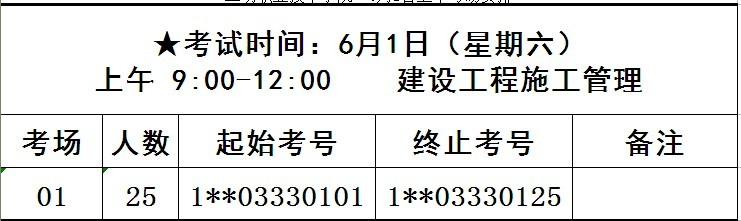 ★考试时间：6月1日（星期六）
上午 9:00-12:00 建设工程施工管理
考场 人数 起始考号 终止考号 备注
01 25 1**03330101 1**03330125